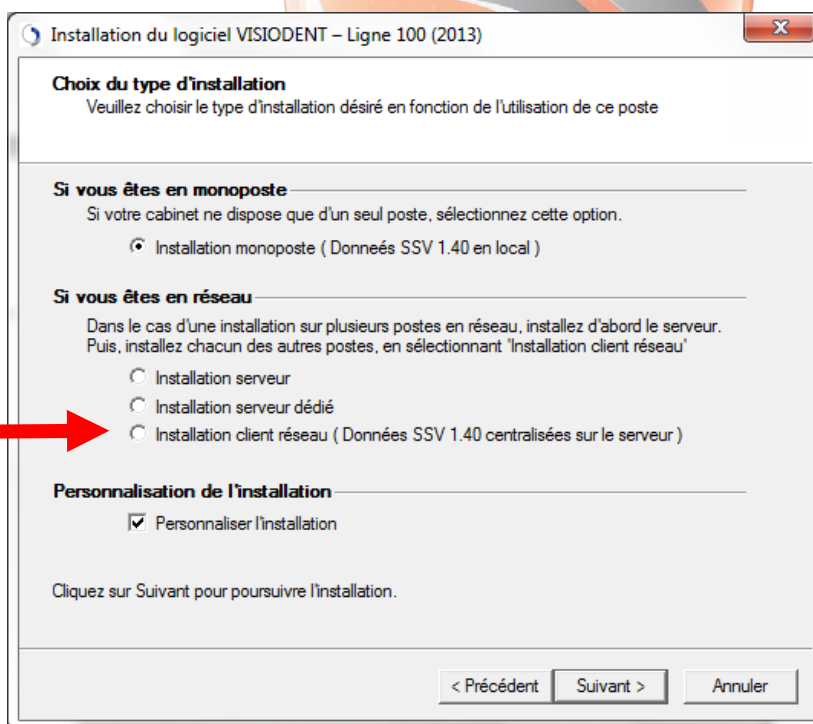 Installation du logiciel VISIODENT – Ligne 100 (2013)
Choix du type d'installation
Veuillez choisir le type d'installation désiré en fonction de l'utilisation de ce poste
Si vous êtes en monoposte
Si votre cabinet ne dispose que d'un seul poste, sélectionnez cette option.
Installation monoposte ( Donneés SSV 1.40 en local )
Si vous êtes en réseau
Dans le cas d'une installation sur plusieurs postes en réseau, installez d'abord le serveur.
Puis, installez chacun des autres postes, en sélectionnant 'Installation client réseau'
Installation serveur
Installation serveur dédié
Installation client réseau ( Données SSV 1.40 centralisées sur le serveur )
Personnalisation de l'installation
Personnaliser l'installation
Cliquez sur Suivant pour poursuivre l'installation.
< Précédent Suivant > Annuler